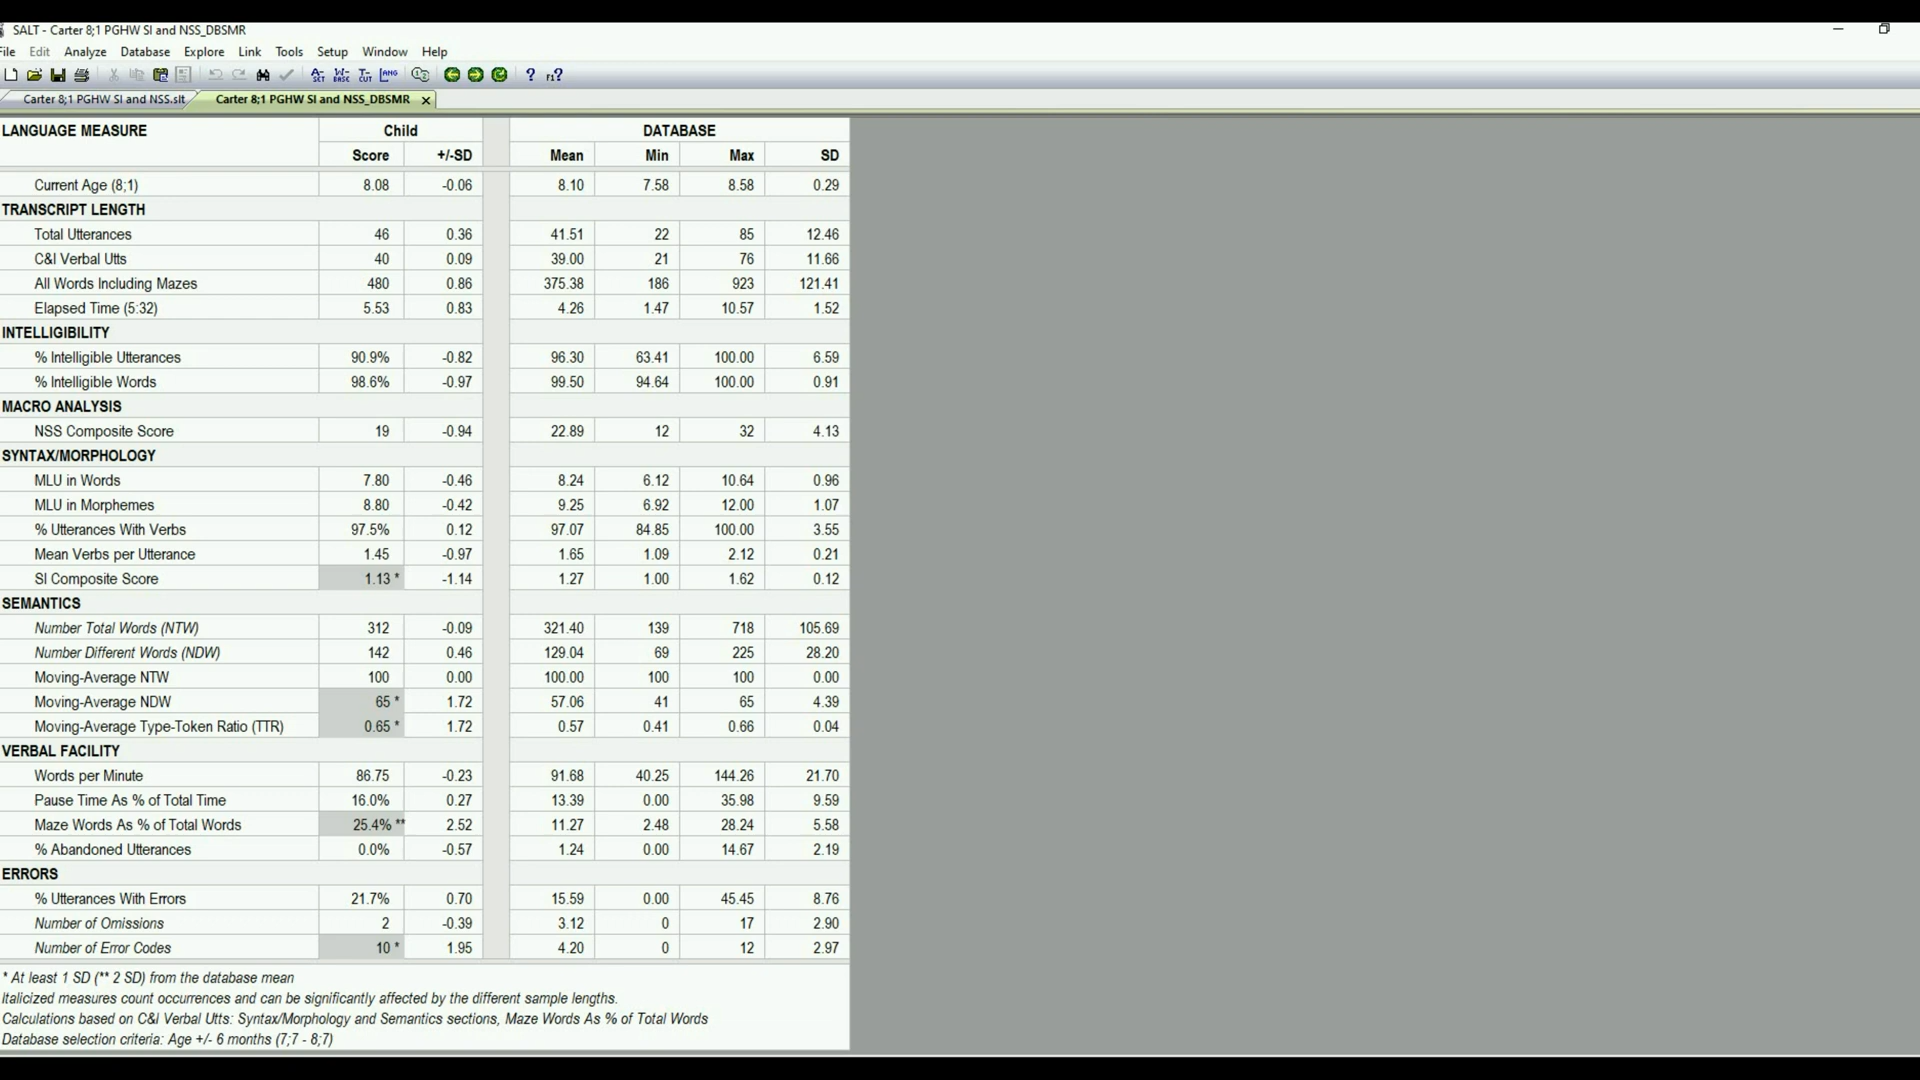 SALT - Carter 8;1 PGHW SI and NSS_DBSMR
File Edit Analyze Database Explore Link Tools Setup Window Help
Carter 8;1 PGHW SI and NSS.slt Carter 8;1 PGHW SI and NSS_DBSMR
LANGUAGE MEASURE Child DATABASE
Score +/-SD Mean Min Max SD
Current Age (8;1) 8.08 -0.06 8.10 7.58 8.58 0.29
TRANSCRIPT LENGTH
Total Utterances 46 0.36 41.51 22 85 12.46
C&I Verbal Utts 40 0.09 39.00 21 76 11.66
All Words Including Mazes 480 0.86 375.38 186 923 121.41
Elapsed Time (5:32) 5.53 0.83 4.26 1.47 10.57 1.52
INTELLIGIBILITY
% Intelligible Utterances 90.9% -0.82 96.30 63.41 100.00 6.59
% Intelligible Words 98.6% -0.97 99.50 94.64 100.00 0.91
MACRO ANALYSIS
NSS Composite Score 19 -0.94 22.89 12 32 4.13
SYNTAX/MORPHOLOGY
MLU in Words 7.80 -0.46 8.24 6.12 10.64 0.96
MLU in Morphemes 8.80 -0.42 9.25 6.92 12.00 1.07
% Utterances With Verbs 97.5% 0.12 97.07 84.85 100.00 3.55
Mean Verbs per Utterance 1.45 -0.97 1.65 1.09 2.12 0.21
SI Composite Score 1.13 * -1.14 1.27 1.00 1.62 0.12
SEMANTICS
Number Total Words (NTW) 312 -0.09 321.40 139 718 105.69
Number Different Words (NDW) 142 0.46 129.04 69 225 28.20
Moving-Average NTW 100 0.00 100.00 100 100 0.00
Moving-Average NDW 65 * 1.72 57.06 41 65 4.39
Moving-Average Type-Token Ratio (TTR) 0.65 * 1.72 0.57 0.41 0.66 0.04
VERBAL FACILITY
Words per Minute 86.75 -0.23 91.68 40.25 144.26 21.70
Pause Time As % of Total Time 16.0% 0.27 13.39 0.00 35.98 9.59
Maze Words As % of Total Words 25.4% ** 2.52 11.27 2.48 28.24 5.58
% Abandoned Utterances 0.0% -0.57 1.24 0.00 14.67 2.19
ERRORS
% Utterances With Errors 21.7% 0.70 15.59 0.00 45.45 8.76
Number of Omissions 2 -0.39 3.12 0 17 2.90
Number of Error Codes 10 * 1.95 4.20 0 12 2.97
* At least 1 SD (** 2 SD) from the database mean
Italicized measures count occurrences and can be significantly affected by the different sample lengths.
Calculations based on C&I Verbal Utts: Syntax/Morphology and Semantics sections, Maze Words As % of Total Words
Database selection criteria: Age +/- 6 months (7;7 - 8;7)